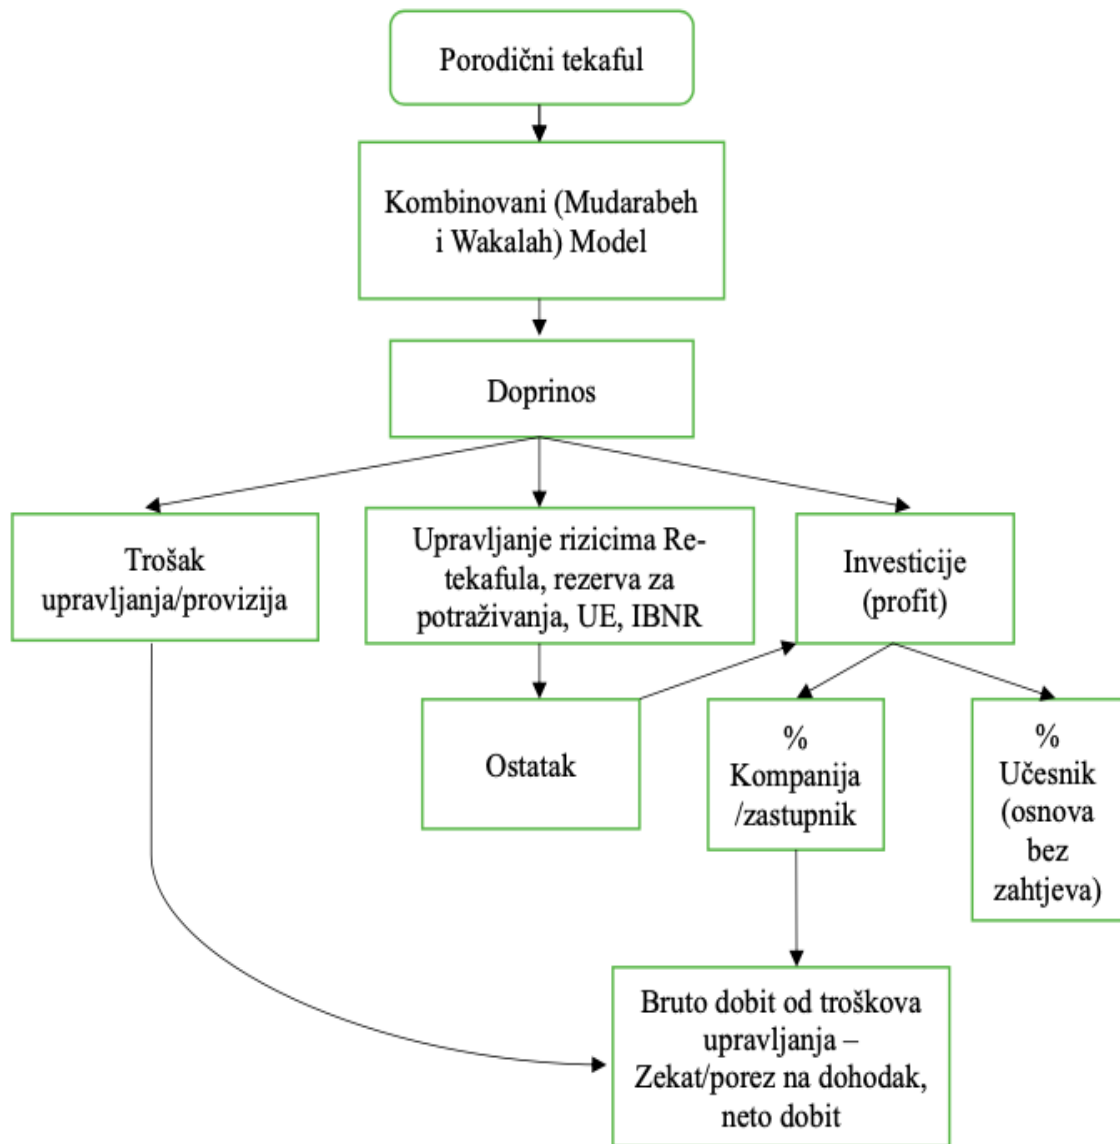 Porodični tekaful
Kombinovani (Mudarabeh
i Wakalah) Model
Doprinos
Trošak
upravljanja/provizija
Upravljanje rizicima Re-
tekafula, rezerva za
potraživanja, UE, IBNR
Investicije
(profit)
Ostatak
%
Kompanija
/zastupnik
%
Učesnik
(osnova
bez
zahtjeva)
Bruto dobit od troškova
upravljanja –
Zekat/porez na dohodak,
neto dobit